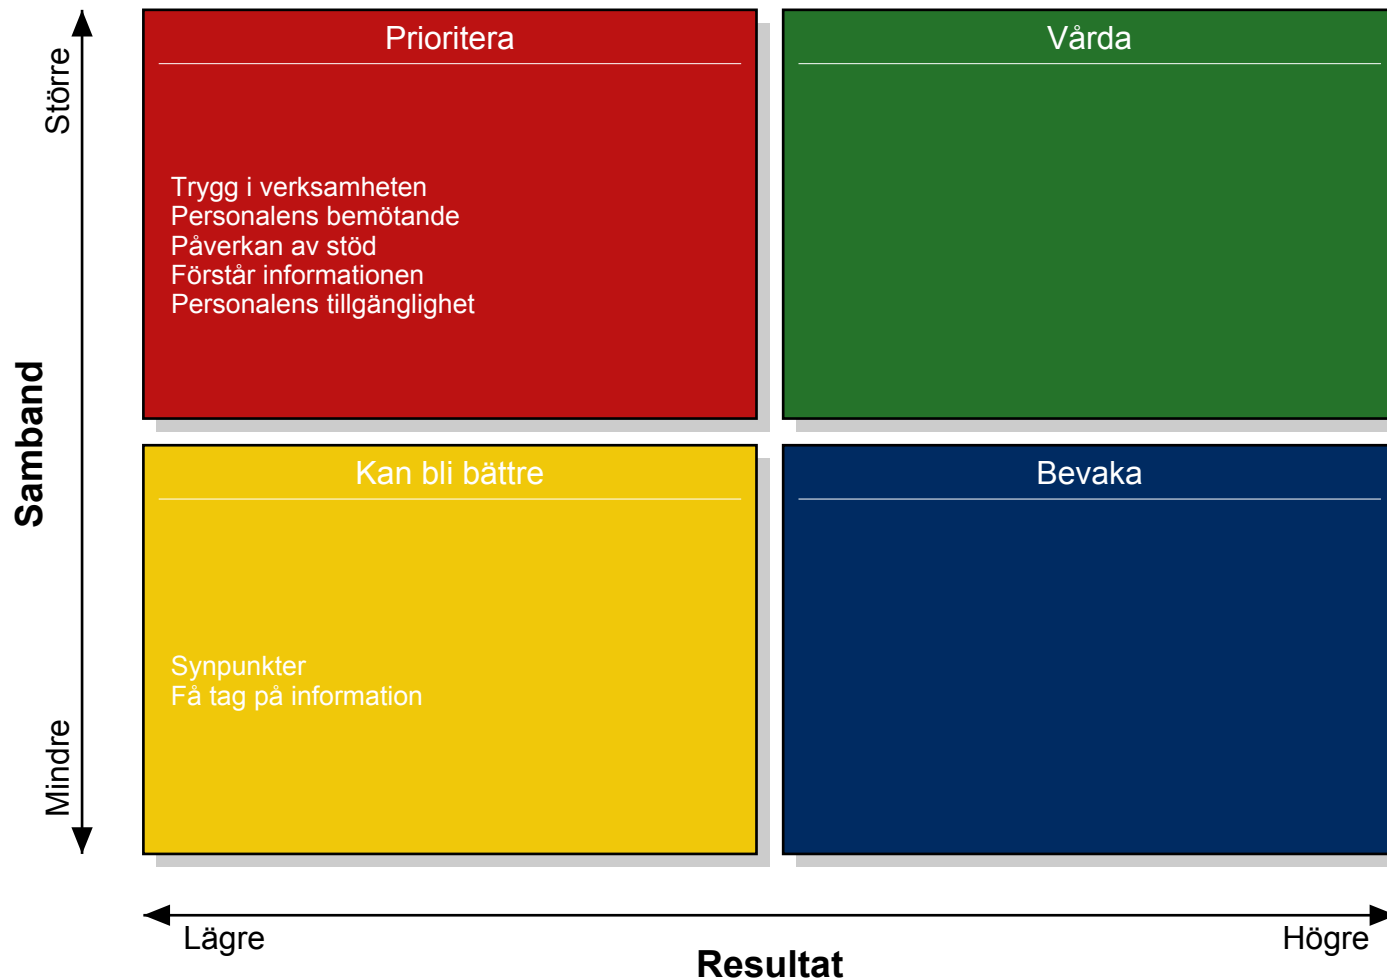 Större
Samband
Mindre
Prioritera
Trygg i verksamheten
Personalens bemötande
Påverkan av stöd
Förstår informationen
Personalens tillgänglighet
Vårda
Kan bli bättre
Synpunkter
Få tag på information
Bevaka
Lägre
Resultat
Högre